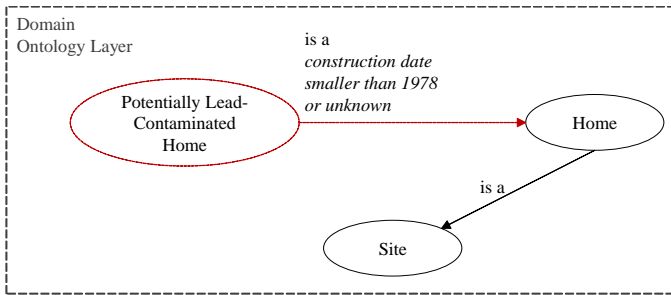 Domain
Ontology Layer
is a
construction date
smaller than 1978
or unknown
Potentially Lead-
Contaminated
Home
Home
is a
Site